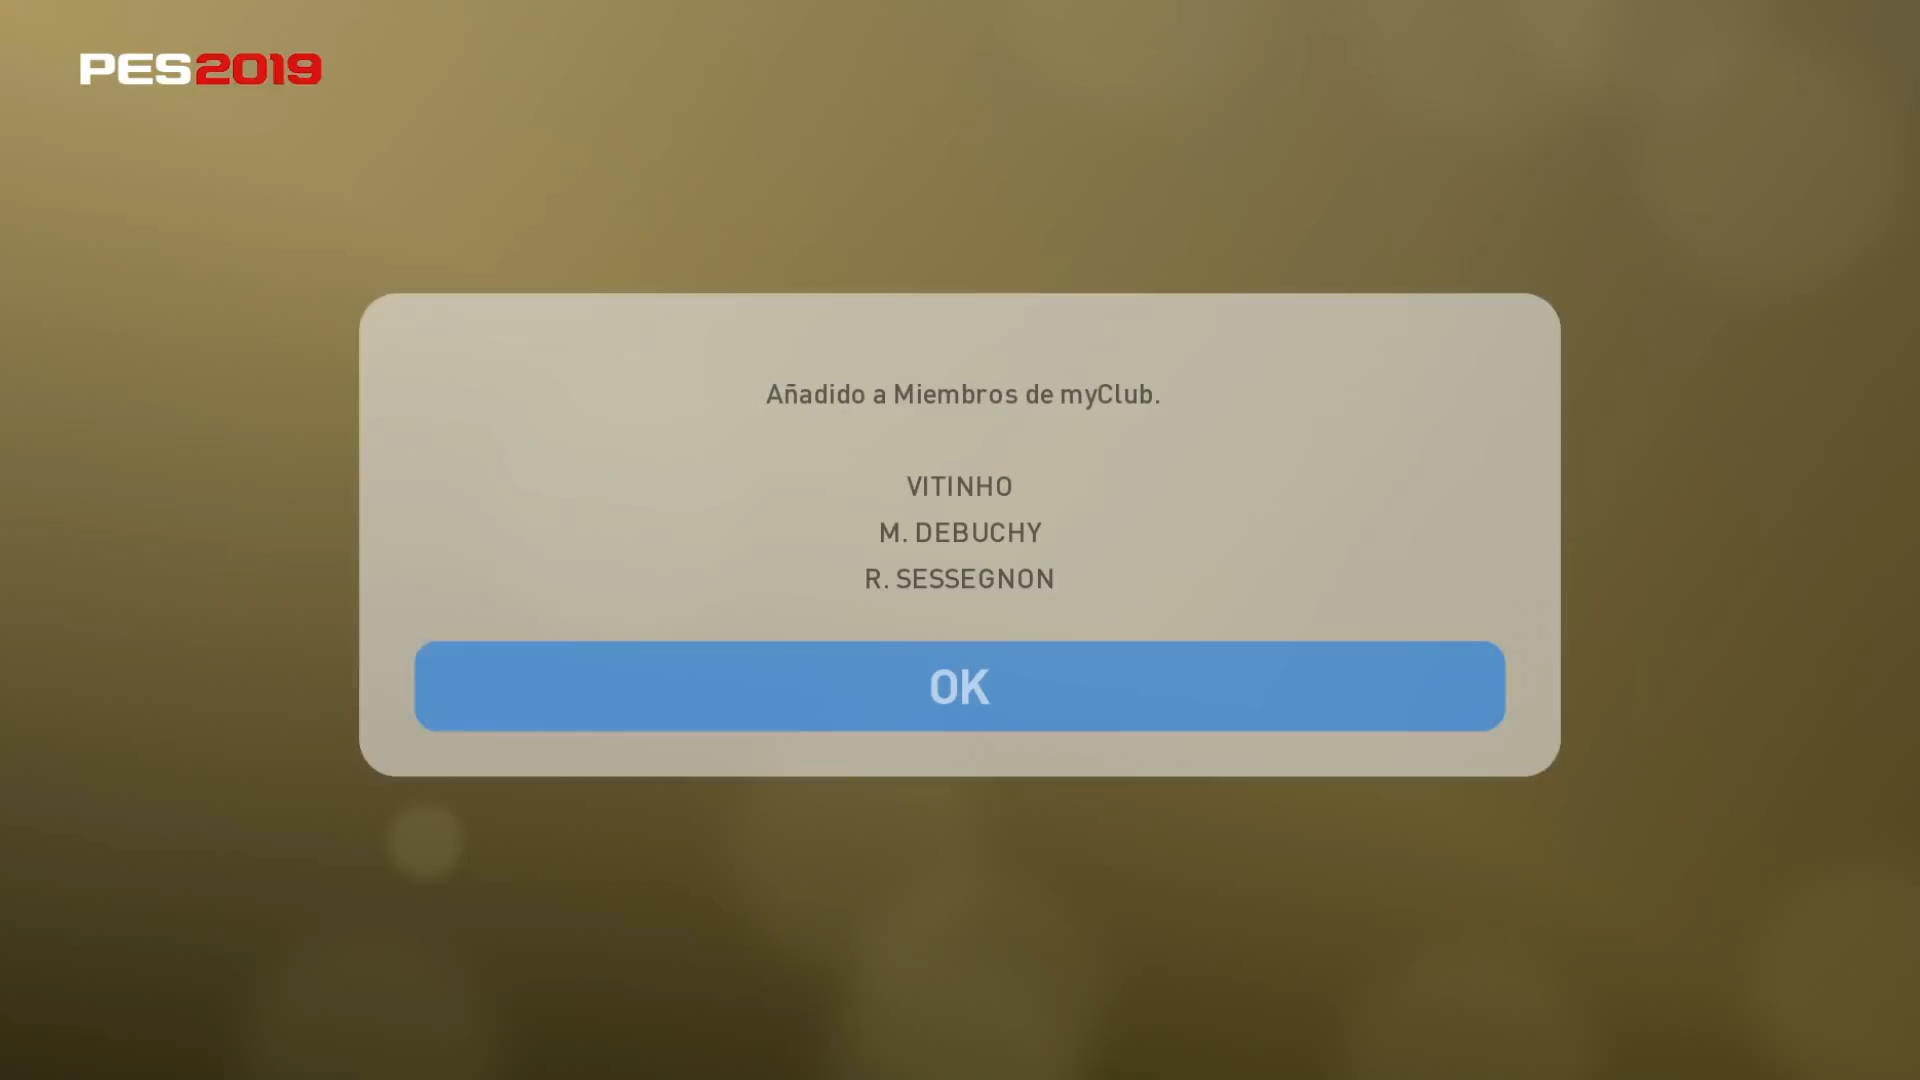 PES2019
Añadido a Miembros de myClub.
VITINHO
M. DEBUCHY
R. SESSEGNON
OK